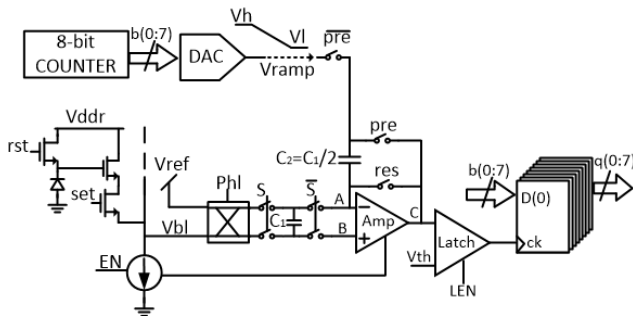 Vh
8-bit
COUNTER
b(0:7)
DAC
Vl
Vramp
pre
Vddr
rst
set
Vref
Phl
S
S
C₁
C₂=C₁/2
pre
res
A
B
Amp
C
Vbl
EN
Vth
Latch
LEN
b(0:7)
D(0)
ck
q(0:7)